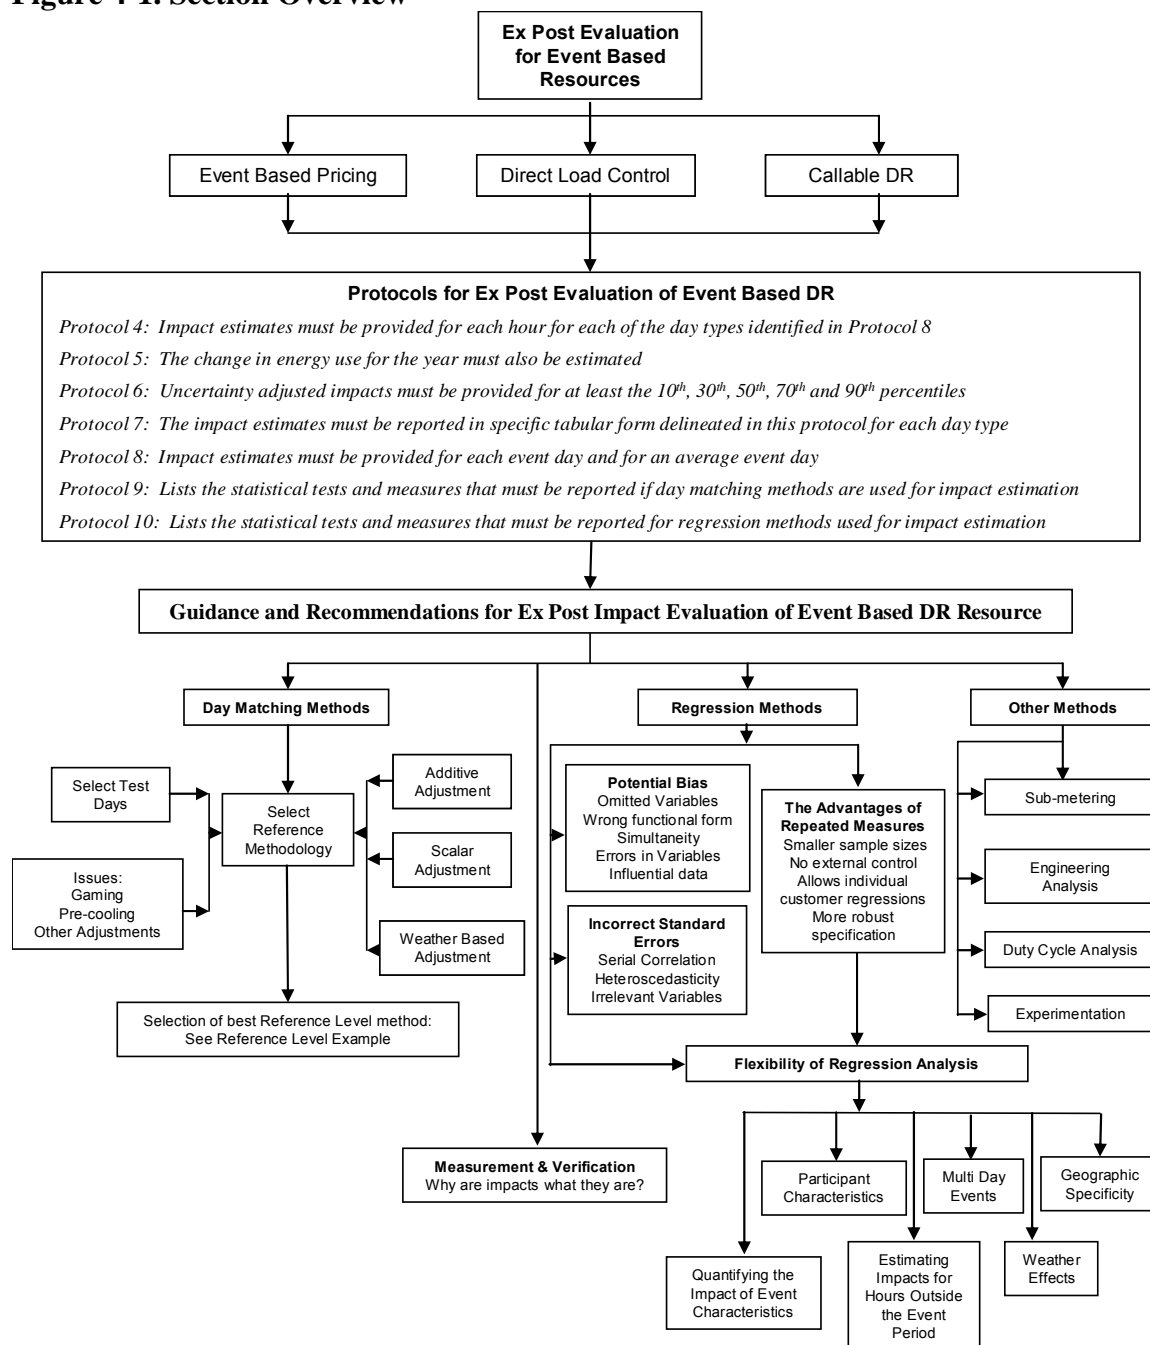 Figure 4-1. Section Overview
Ex Post Evaluation
for Event Based
Resources
Event Based Pricing
Direct Load Control
Callable DR
Protocols for Ex Post Evaluation of Event Based DR
Protocol 4:  Impact estimates must be provided for each hour for each of the day types identified in Protocol 8
Protocol 5:  The change in energy use for the year must also be estimated
Protocol 6:  Uncertainty adjusted impacts must be provided for at least the 10th, 30th, 50th, 70th and 90th percentiles
Protocol 7:  The impact estimates must be reported in specific tabular form delineated in this protocol for each day type
Protocol 8:  Impact estimates must be provided for each event day and for an average event day
Protocol 9:  Lists the statistical tests and measures that must be reported if day matching methods are used for impact estimation
Protocol 10:  Lists the statistical tests and measures that must be reported for regression methods used for impact estimation
Guidance and Recommendations for Ex Post Impact Evaluation of Event Based DR Resource
Day Matching Methods
Regression Methods
Other Methods
Select Test
Days
Issues:
Gaming
Pre-cooling
Other Adjustments
Select
Reference
Methodology
Additive
Adjustment
Scalar
Adjustment
Weather Based
Adjustment
Selection of best Reference Level method:
See Reference Level Example
Potential Bias
Omitted Variables
Wrong functional form
Simultaneity
Errors in Variables
Influential data
Incorrect Standard
Errors
Serial Correlation
Heteroscedasticity
Irrelevant Variables
The Advantages of
Repeated Measures
Smaller sample sizes
No external control
Allows individual
customer regressions
More robust
specification
Sub-metering
Engineering
Analysis
Duty Cycle Analysis
Experimentation
Flexibility of Regression Analysis
Measurement & Verification
Why are impacts what they are?
Participant
Characteristics
Multi Day
Events
Geographic
Specificity
Quantifying the
Impact of Event
Characteristics
Estimating
Impacts for
Hours Outside
the Event
Period
Weather
Effects